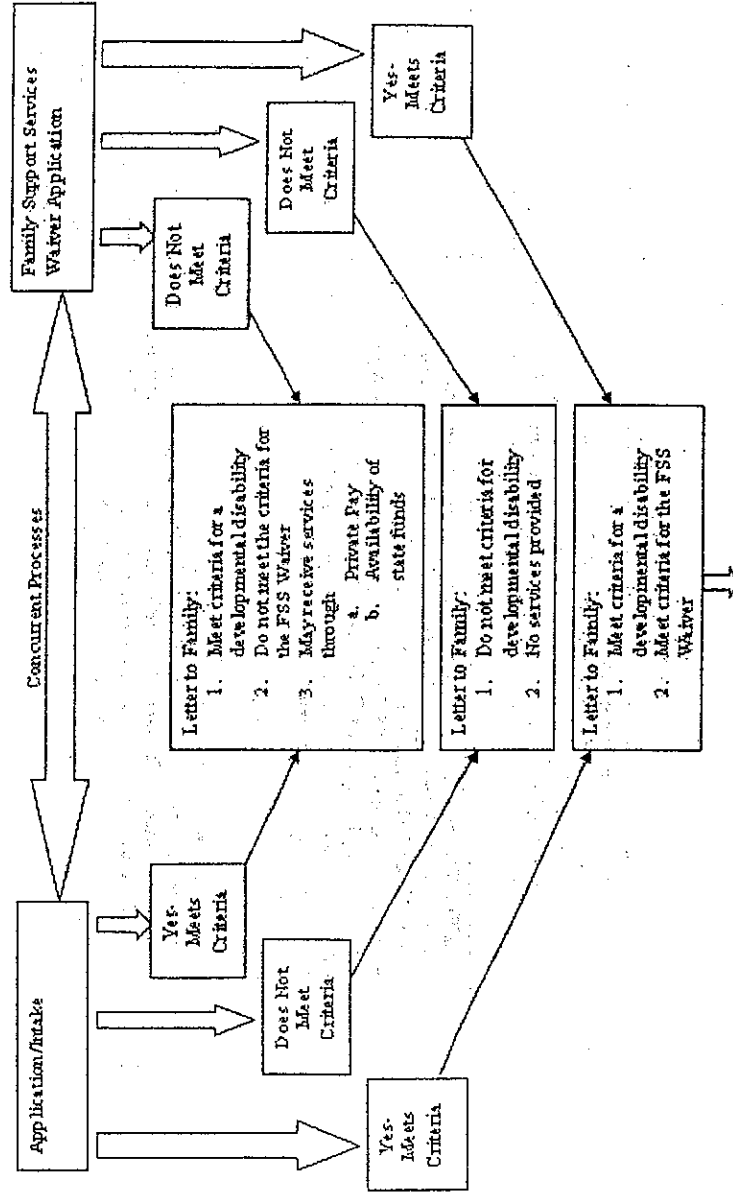 Concurrent Processes
Application/Intake
Family Support Services
Waiver Application
Yes-
Meets
Criteria
Does Not
Meet
Criteria
Yes-
Meets
Criteria
Does Not
Meet
Criteria
Does Not
Meet
Criteria
Yes-
Meets
Criteria
Letter to Family:
1. Meet criteria for a
developmental disability
2. Do not meet the criteria for
the FSS Waiver
3. May receive services
through
a. Private Pay
b. Availability of
state funds
Letter to Family:
1. Do not meet criteria for
developmental disability
2. No services provided
Letter to Family:
1. Meet criteria for a
developmental disability
2. Meet criteria for the FSS
Waiver